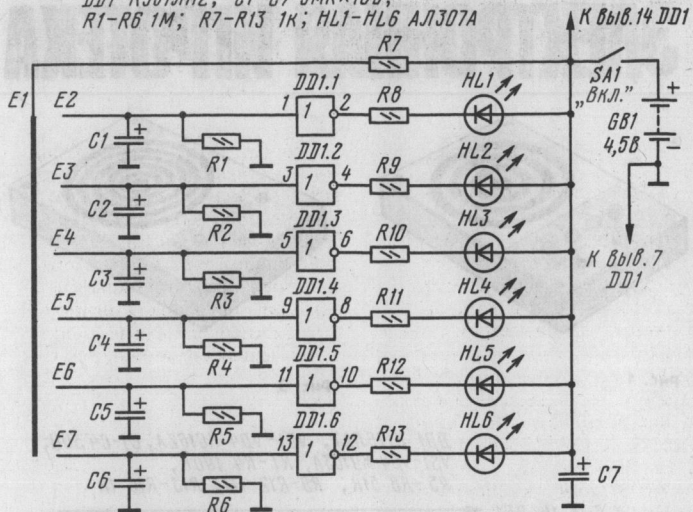 R1-R6 1М; R7-R13 1к; HL1-HL6 АЛ307А
К выв. 14 DD1
R7
SA1
„Вкл."
GB1
4,5В
К выв. 7
DD1
E1
E2
C1
+
R1
DD1.1
1 1 2
R8
HL1
E3
C2
+
R2
DD1.2
3 1 4
R9
HL2
E4
C3
+
R3
DD1.3
5 1 6
R10
HL3
E5
C4
+
R4
DD1.4
9 1 8
R11
HL4
E6
C5
+
R5
DD1.5
11 1 10
R12
HL5
E7
C6
+
R6
DD1.6
13 1 12
R13
HL6
+
C7
+
-